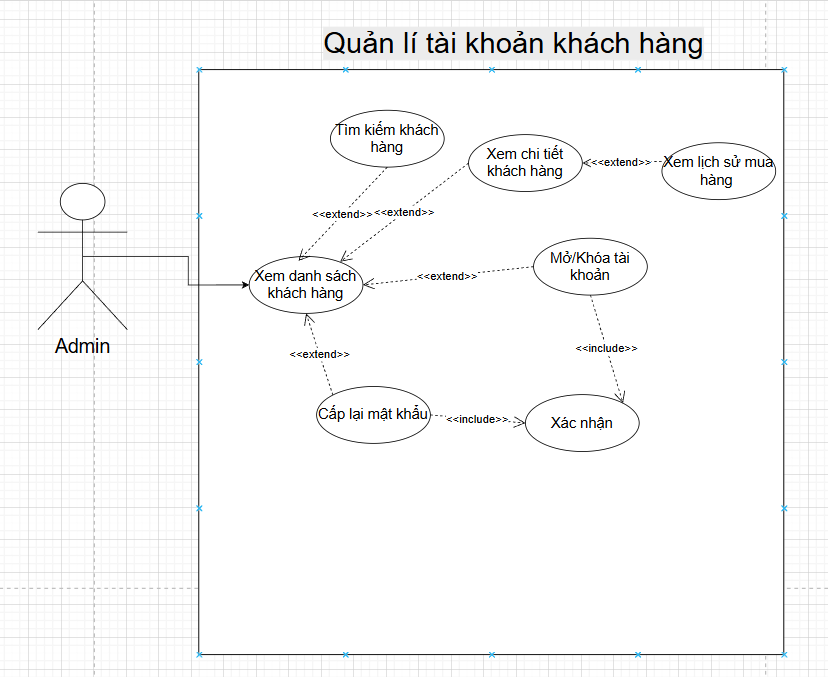 Quản lí tài khoản khách hàng
Tìm kiếm khách
hàng
Xem chi tiết
khách hàng
<<extend>>
Xem lịch sử mua
hàng
<<extend>>
<<extend>>
Xem danh sách
khách hàng
<<extend>>
Mở/Khóa tài
khoản
Admin
<<extend>>
<<include>>
Cấp lại mật khẩu
<<include>>
Xác nhận